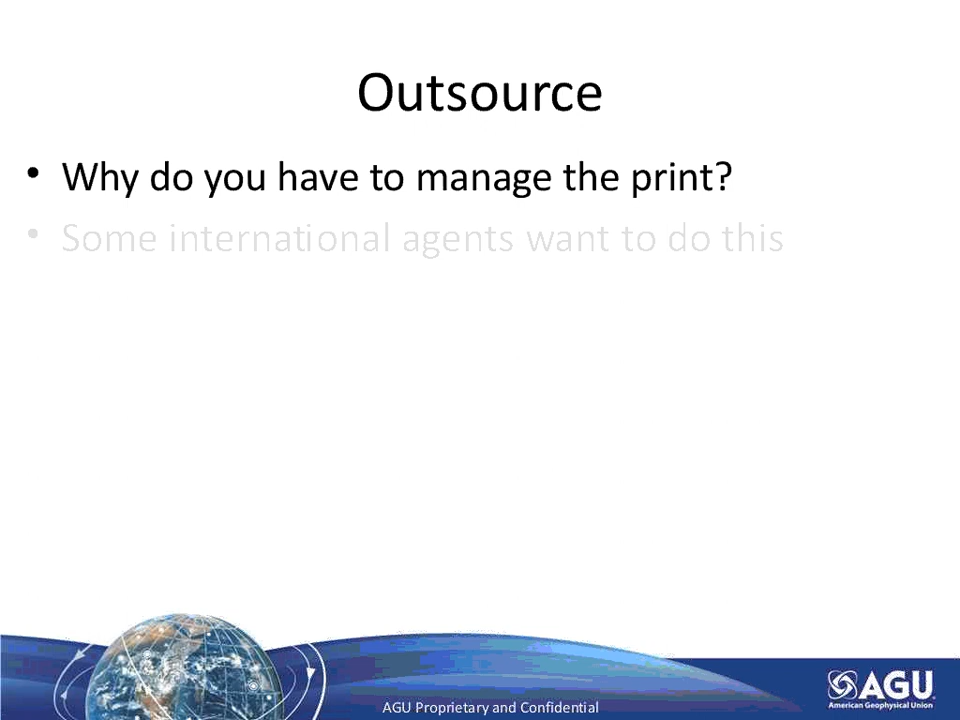 Outsource
• Why do you have to manage the print?
• Some international agents want to do this
AGU Proprietary and Confidential
AGU
American Geophysical Union